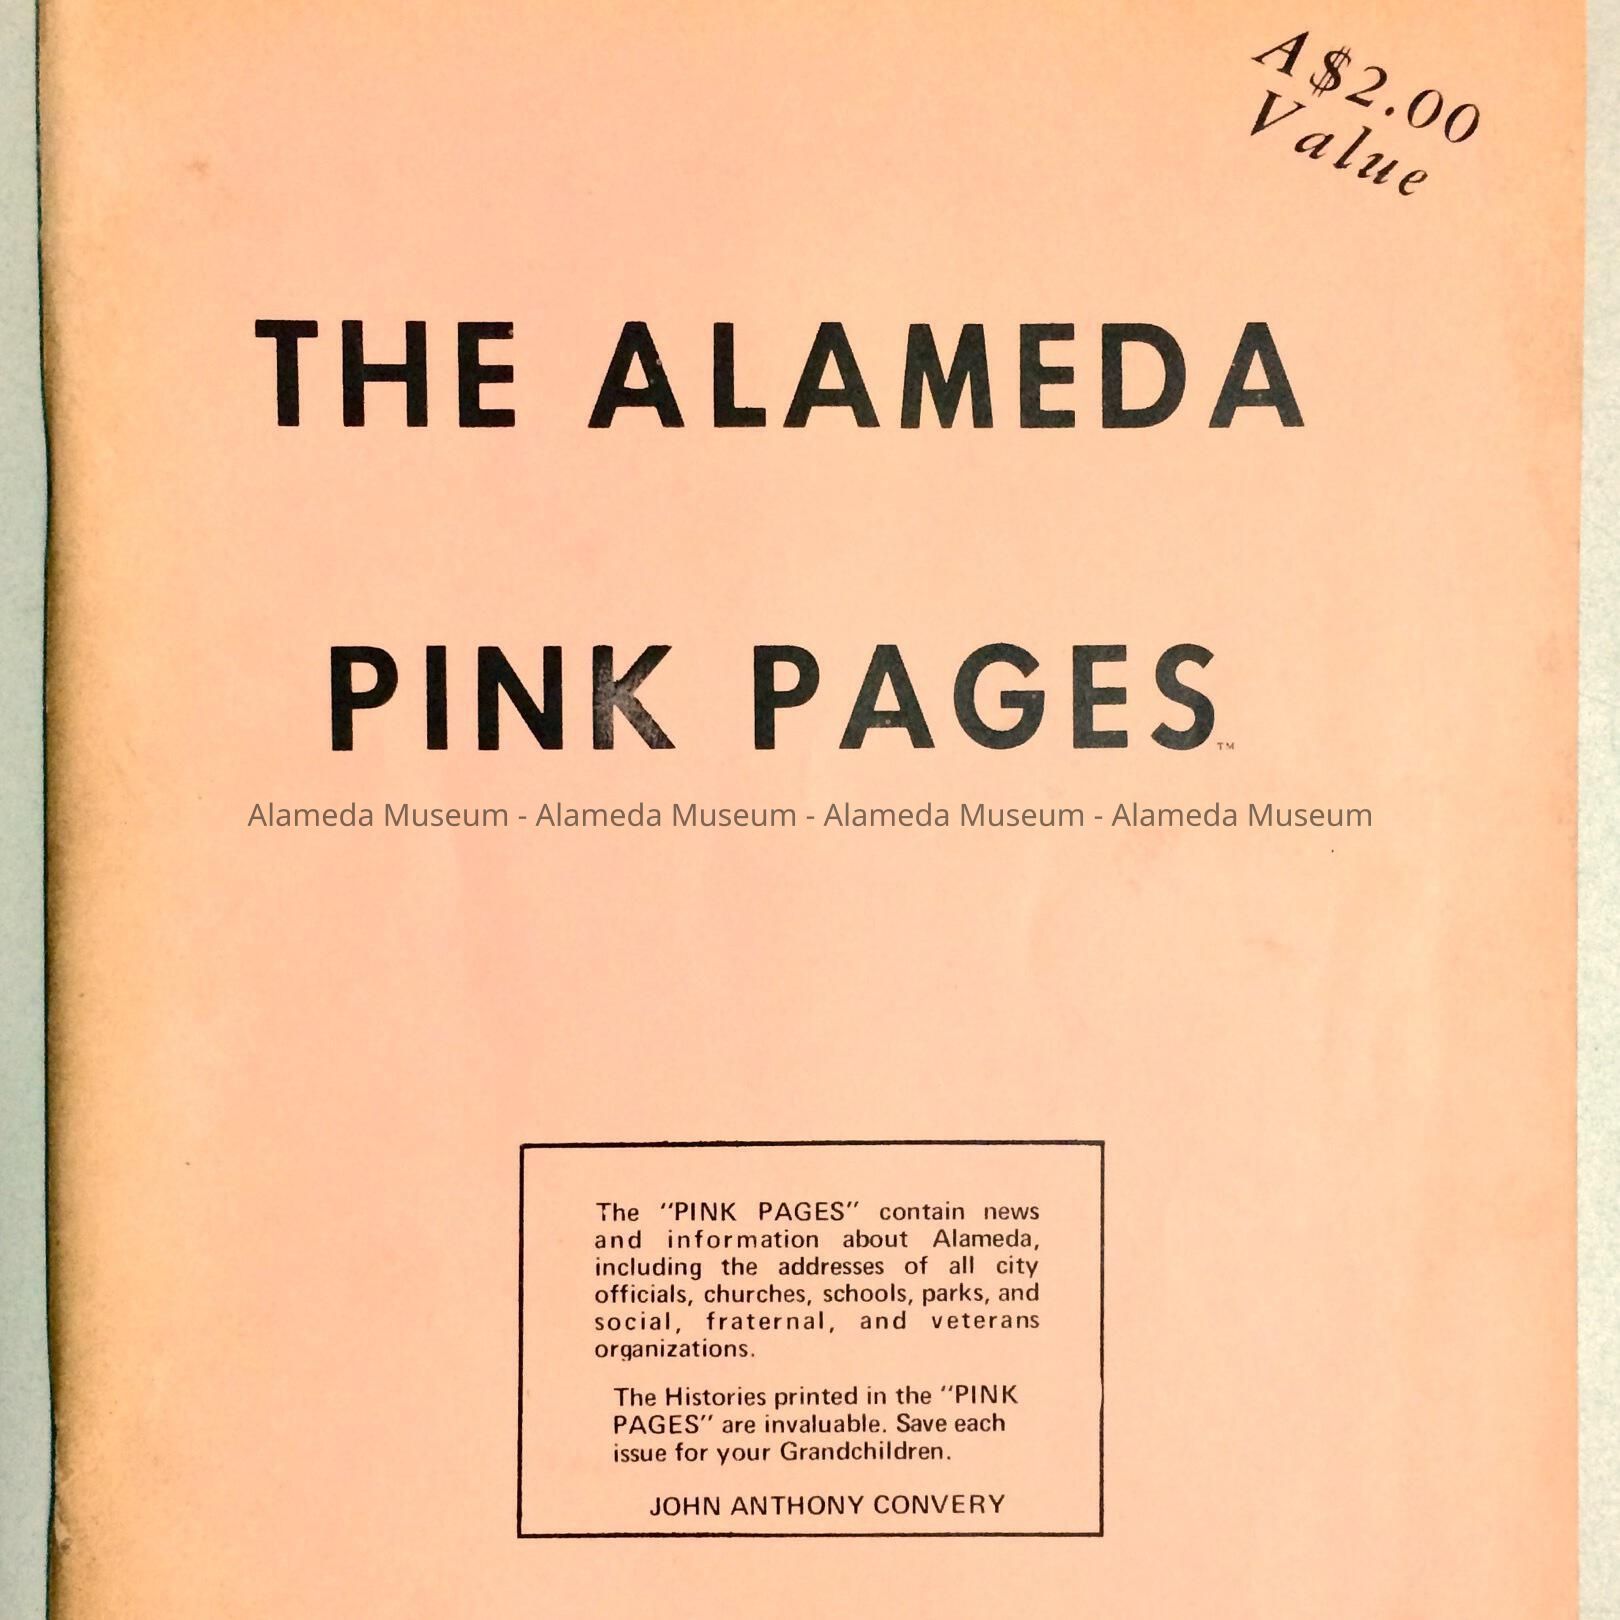 A $2.00
Value
THE ALAMEDA
PINK PAGES™
Alameda Museum - Alameda Museum - Alameda Museum - Alameda Museum
The "PINK PAGES" contain news
and information about Alameda,
including the addresses of all city
officials, churches, schools, parks, and
social, fraternal, and veterans
organizations.
The Histories printed in the "PINK
PAGES" are invaluable. Save each
issue for your Grandchildren.
JOHN ANTHONY CONVERY